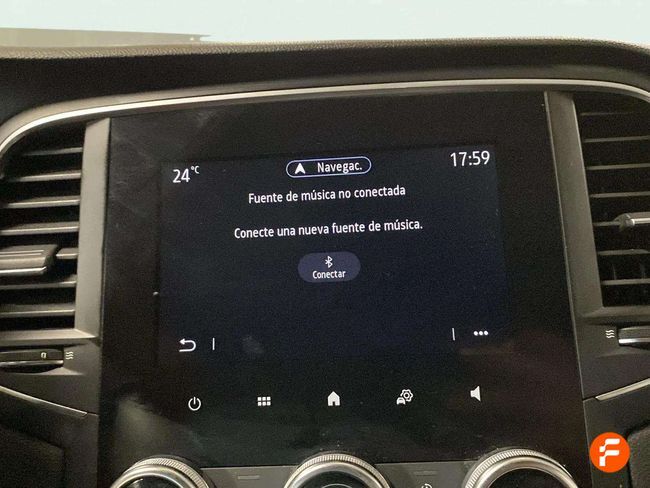 24°C
Navegac.
17:59
Fuente de música no conectada
Conecte una nueva fuente de música.
Conectar